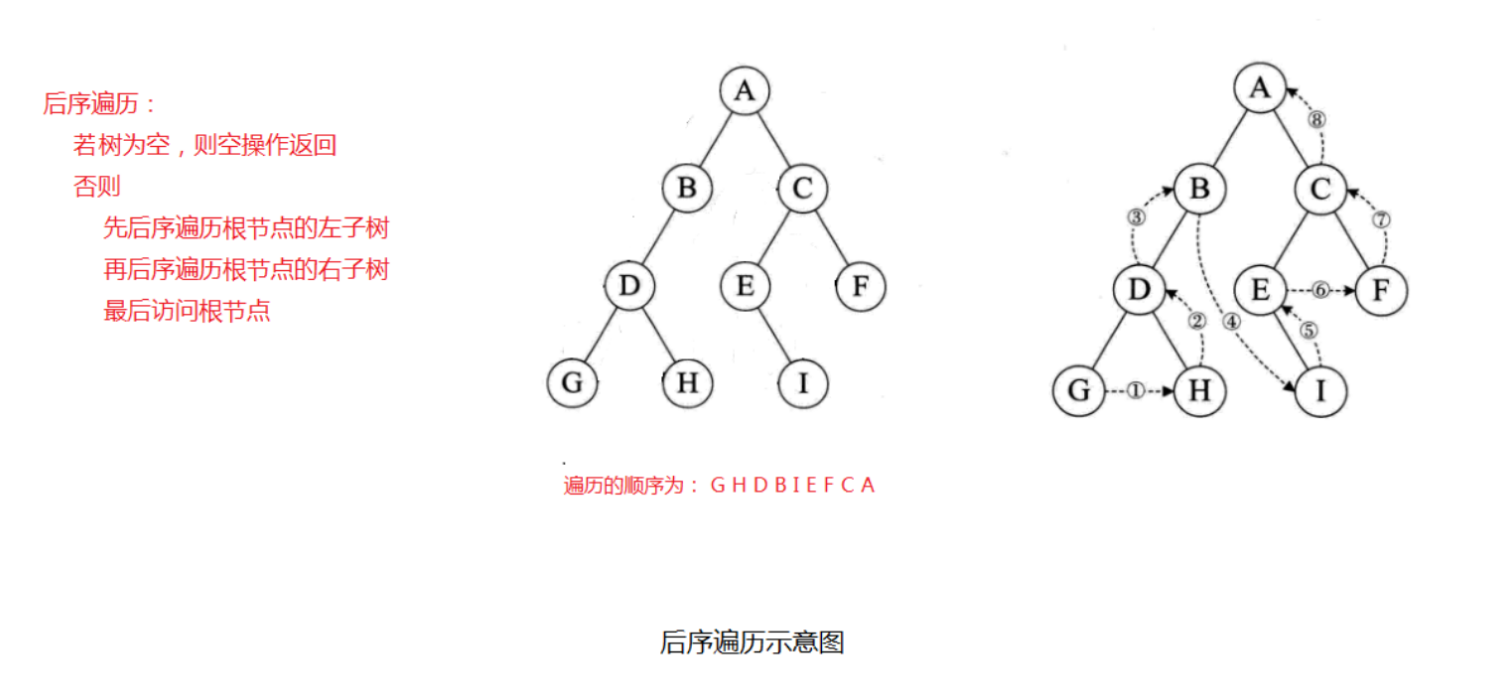 后序遍历：
若树为空，则空操作返回
否则
先后序遍历根节点的左子树
再后序遍历根节点的右子树
最后访问根节点
A
B C
D E F
G H I
遍历的顺序为： G H D B I E F C A
A
⑧
B C
③ ⑦
D E ⑥ F
② ④ ⑤
G ① H I
后序遍历示意图